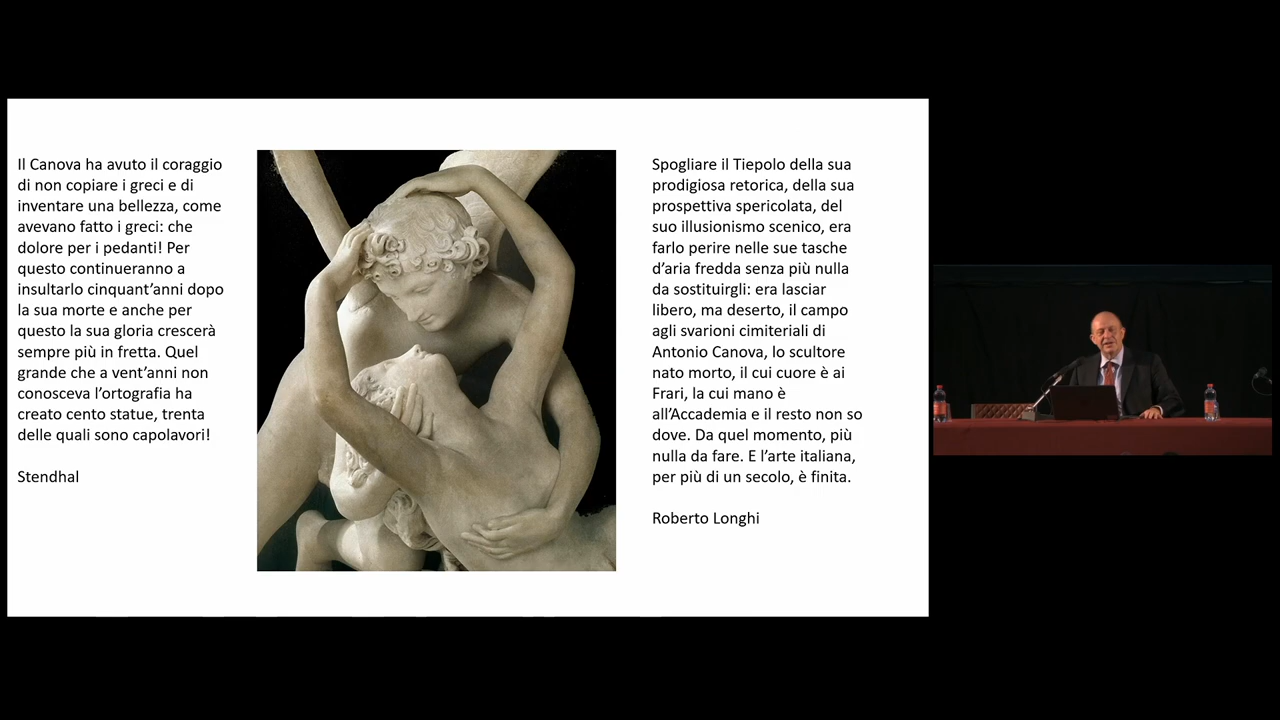 Il Canova ha avuto il coraggio
di non copiare i greci e di
inventare una bellezza, come
avevano fatto i greci: che
dolore per i pedanti! Per
questo continueranno a
insultarlo cinquant’anni dopo
la sua morte e anche per
questo la sua gloria crescerà
sempre più in fretta. Quel
grande che a vent’anni non
conosceva l’ortografia ha
creato cento statue, trenta
delle quali sono capolavori!
Stendhal
Spogliare il Tiepolo della sua
prodigiosa retorica, della sua
prospettiva spericolata, del
suo illusionismo scenico, era
farlo perire nelle sue tasche
d’aria fredda senza più nulla
da sostituirgli: era lasciar
libero, ma deserto, il campo
agli svarioni cimiteriali di
Antonio Canova, lo scultore
nato morto, il cui cuore è ai
Frari, la cui mano è
all’Accademia e il resto non so
dove. Da quel momento, più
nulla da fare. E l’arte italiana,
per più di un secolo, è finita.
Roberto Longhi